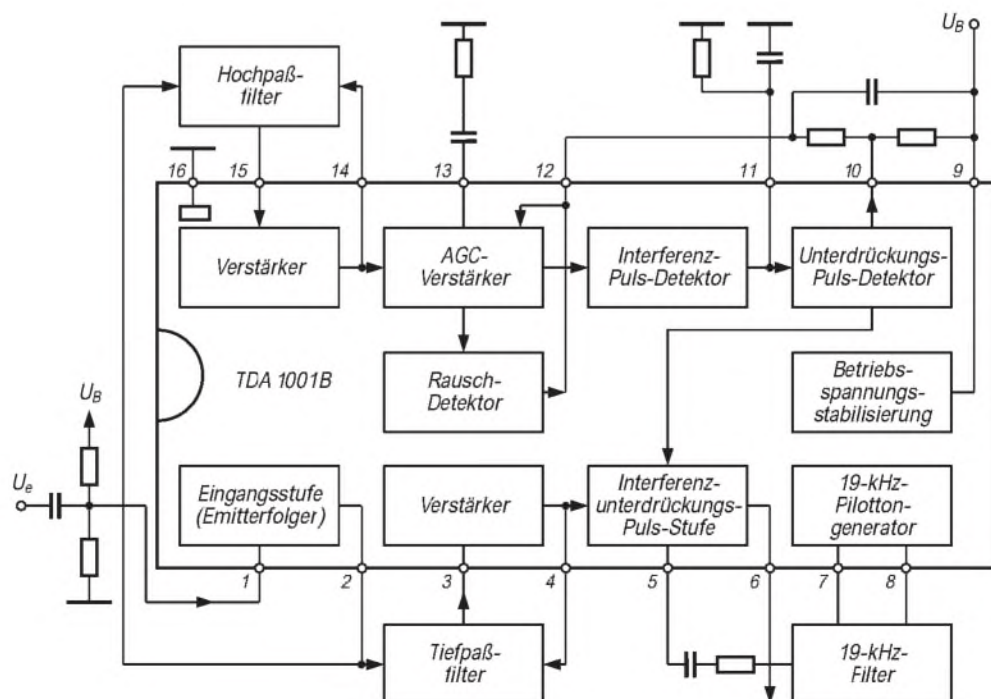 U_B
Hochpaß-
filter
16
15
14
13
12
11
10
9
Verstärker
AGC-
Verstärker
Interferenz-
Puls-Detektor
Unterdrückungs-
Puls-Detektor
TDA 1001B
Rausch-
Detektor
Betriebs-
spannungs-
stabilisierung
U_B
U_e
Eingangsstufe
(Emitterfolger)
Verstärker
Interferenz-
unterdrückungs-
Puls-Stufe
19-kHz-
Pilotton-
generator
1
2
3
4
5
6
7
8
Tiefpaß-
filter
19-kHz-
Filter